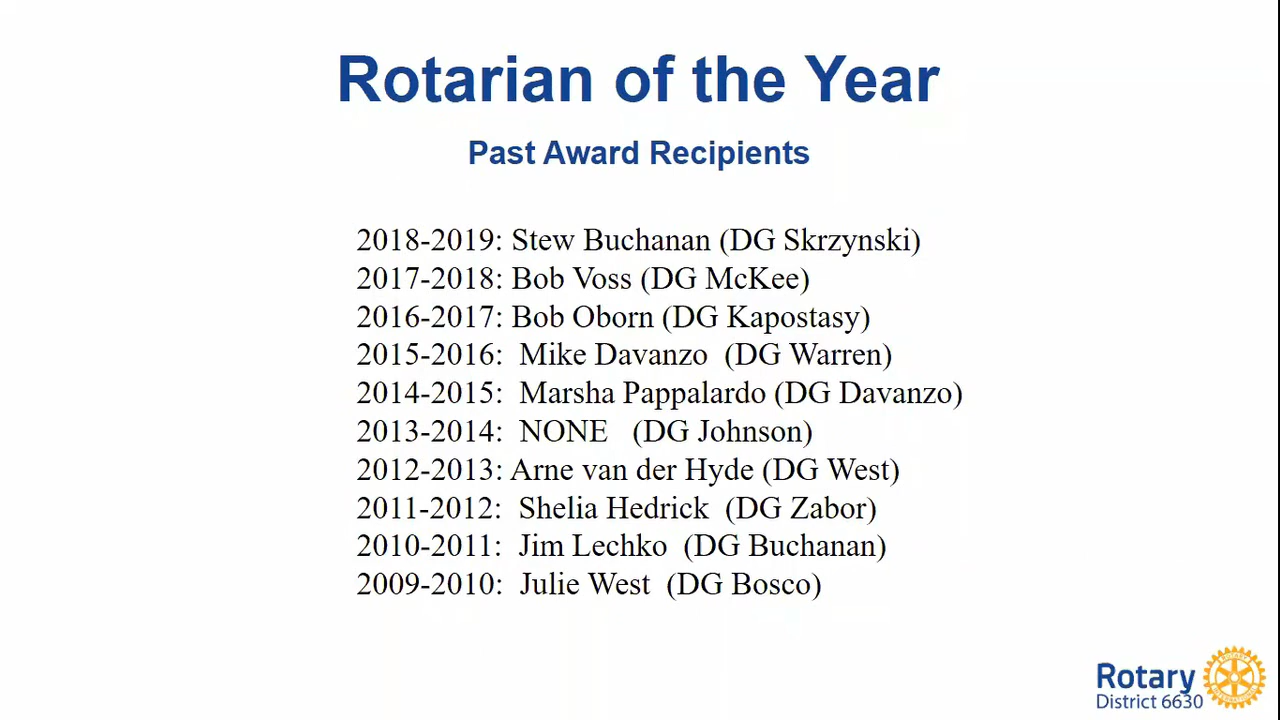 Rotarian of the Year
Past Award Recipients
2018-2019: Stew Buchanan (DG Skrzynski)
2017-2018: Bob Voss (DG McKee)
2016-2017: Bob Oborn (DG Kapostasy)
2015-2016:  Mike Davanzo  (DG Warren)
2014-2015:  Marsha Pappalardo (DG Davanzo)
2013-2014:  NONE   (DG Johnson)
2012-2013: Arne van der Hyde (DG West)
2011-2012:  Shelia Hedrick  (DG Zabor)
2010-2011:  Jim Lechko  (DG Buchanan)
2009-2010:  Julie West  (DG Bosco)
Rotary
District 6630